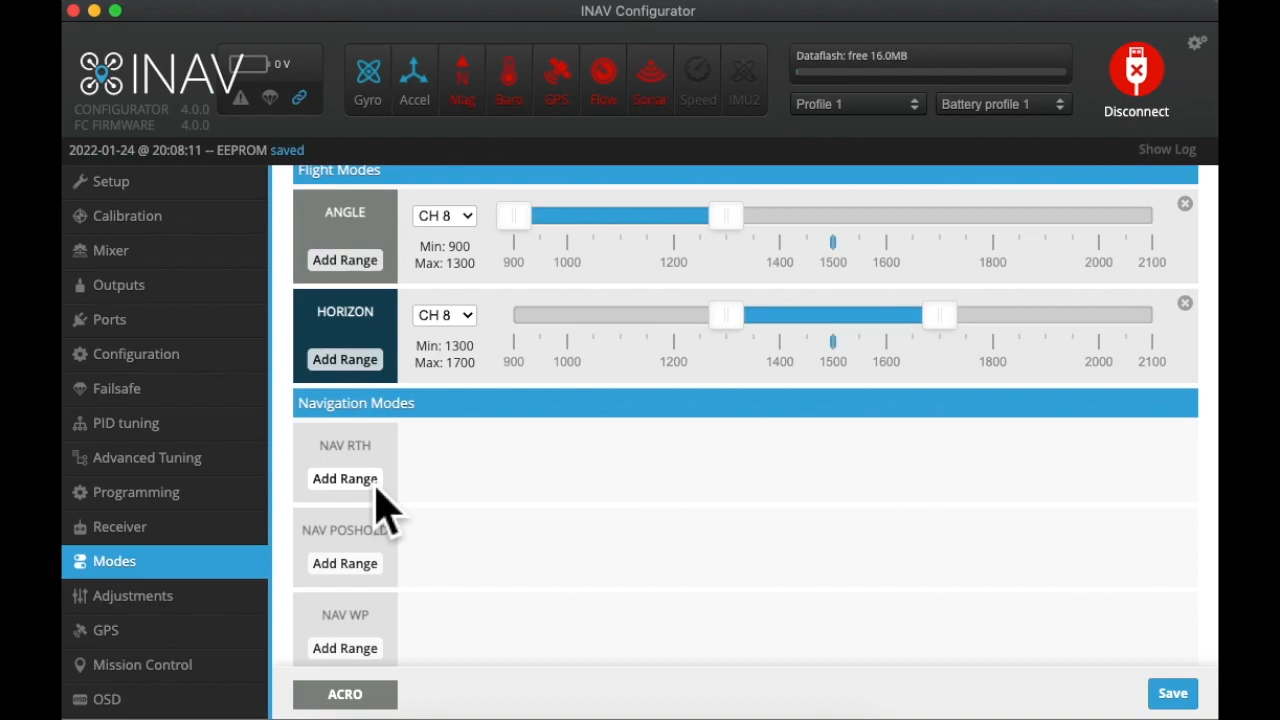 INAV Configurator
INAV
CONFIGURATOR 4.0.0
FC FIRMWARE 4.0.0
0 V
Gyro
Accel
Mag
Baro
GPS
Flow
Sonar
Speed
IMU2
Dataflash: free 16.0MB
Profile 1
Battery profile 1
Disconnect
2022-01-24 @ 20:08:11 -- EEPROM saved
Show Log
Setup
Calibration
Mixer
Outputs
Ports
Configuration
Failsafe
PID tuning
Advanced Tuning
Programming
Receiver
Modes
Adjustments
GPS
Mission Control
OSD
Flight Modes
ANGLE
Add Range
CH 8
Min: 900
Max: 1300
900 1000 1200 1400 1500 1600 1800 2000 2100
HORIZON
Add Range
CH 8
Min: 1300
Max: 1700
900 1000 1200 1400 1500 1600 1800 2000 2100
Navigation Modes
NAV RTH
Add Range
NAV POSHOLD
Add Range
NAV WP
Add Range
ACRO
Save